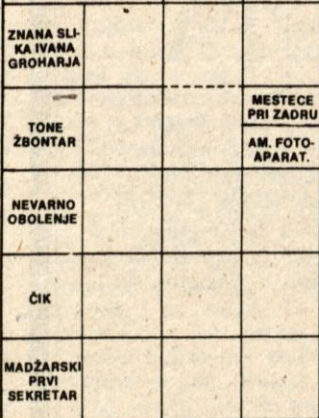 ZNANA SLI-
KA IVANA
GROHARJA
MESTECE
PRI ZADRU
TONE
ŽBONTAR
AM. FOTO-
APARAT.
NEVARNO
OBOLENJE
ČIK
MADŽARSKI
PRVI
SEKRETAR